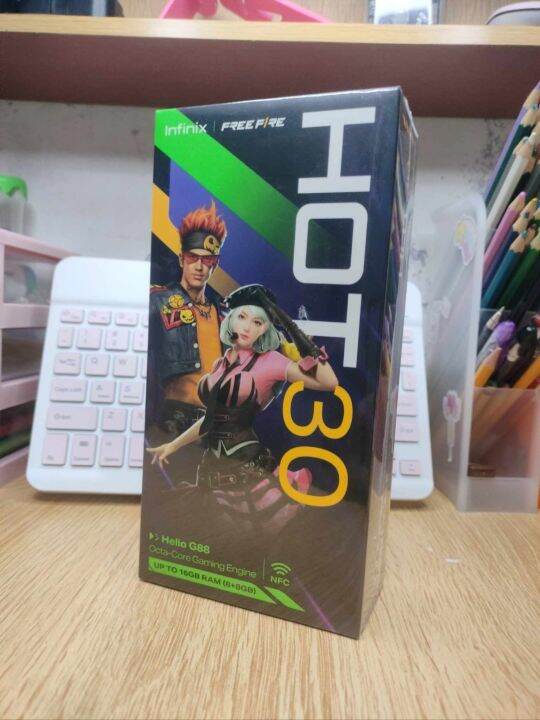 Infinix | FREE FIRE
HOT 30
Helio G88
Octa-Core Gaming Engine
UP TO 16GB RAM (8+8GB)
NFC